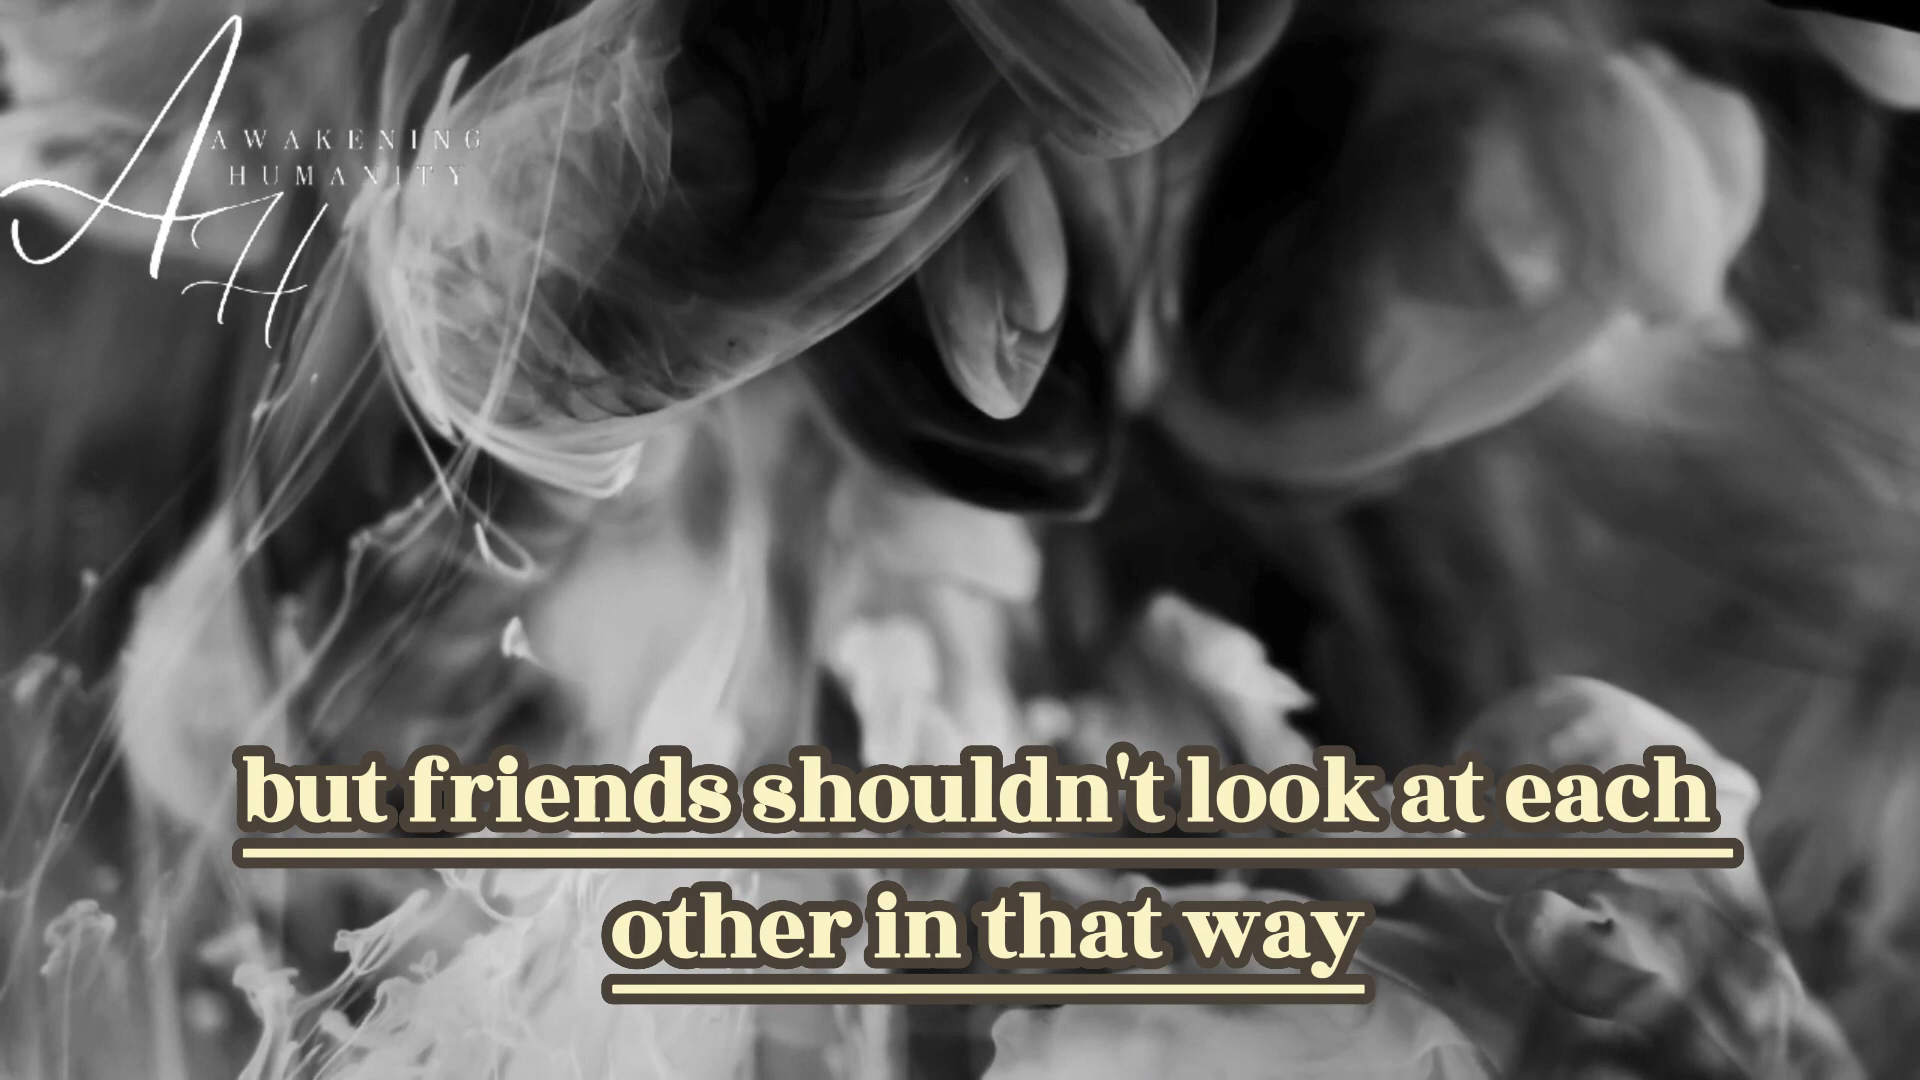 AH
AWAKENING
HUMANITY
but friends shouldn't look at each
other in that way